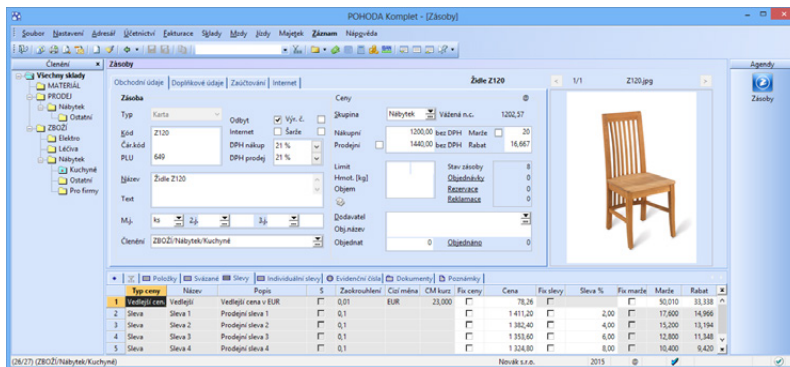 POHODA Komplet - [Zásoby]
Soubor Nastavení Adresář Účetnictví Fakturace Sklady Mzdy Jízdy Majetek Záznam Nápověda
Členění
Všechny sklady
MATERIÁL
PRODEJ
Nábytek
Ostatní
ZBOŽÍ
Elektro
Léčiva
Nábytek
Kuchyně
Ostatní
Pro firmy
Zásoby
Obchodní údaje Doplňkové údaje Zaúčtování Internet Židle Z120 1/1 Z120.jpg
Zásoba Ceny
Typ Karta Odbyt Výr. č. Skupina Nábytek Vážená n.c. 1202,57
Kód Z120 Internet Šarže Nákupní 1200,00 bez DPH Marže 20
Čár.kód DPH nákup 21 % Prodejní 1440,00 bez DPH Rabat 16,667
PLU 649 DPH prodej 21 %
Limit Stav zásoby 8
Název Židle Z120 Hmot. [kg] Objednávky 0
Objem Rezervace 0
Text Reklamace 0
M.j. ks 2.j. 3.j. Dodavatel
Obj.název
Členění ZBOŽÍ/Nábytek/Kuchyně Objednat 0 Objednáno 0
Agendy
Zásoby
Položky Svázané Slevy Individuální slevy Evidenční čísla Dokumenty Poznámky
Typ ceny Název Popis S Zaokrouhlení Cizí měna CM kurz Fix ceny Cena Fix slevy Sleva % Fix marže Marže Rabat
1 Vedlejší cen Vedlejší Vedlejší cena v EUR 0,01 EUR 23,000 78,26 50,010 33,338
2 Sleva Sleva 1 Prodejní sleva 1 0,1 1 411,20 2,00 17,600 14,966
3 Sleva Sleva 2 Prodejní sleva 2 0,1 1 382,40 4,00 15,200 13,194
4 Sleva Sleva 3 Prodejní sleva 3 0,1 1 353,60 6,00 12,800 11,348
5 Sleva Sleva 4 Prodejní sleva 4 0,1 1 324,80 8,00 10,400 9,420
(26/27) (ZBOŽÍ/Nábytek/Kuchyně) Novák s.r.o. 2015 @